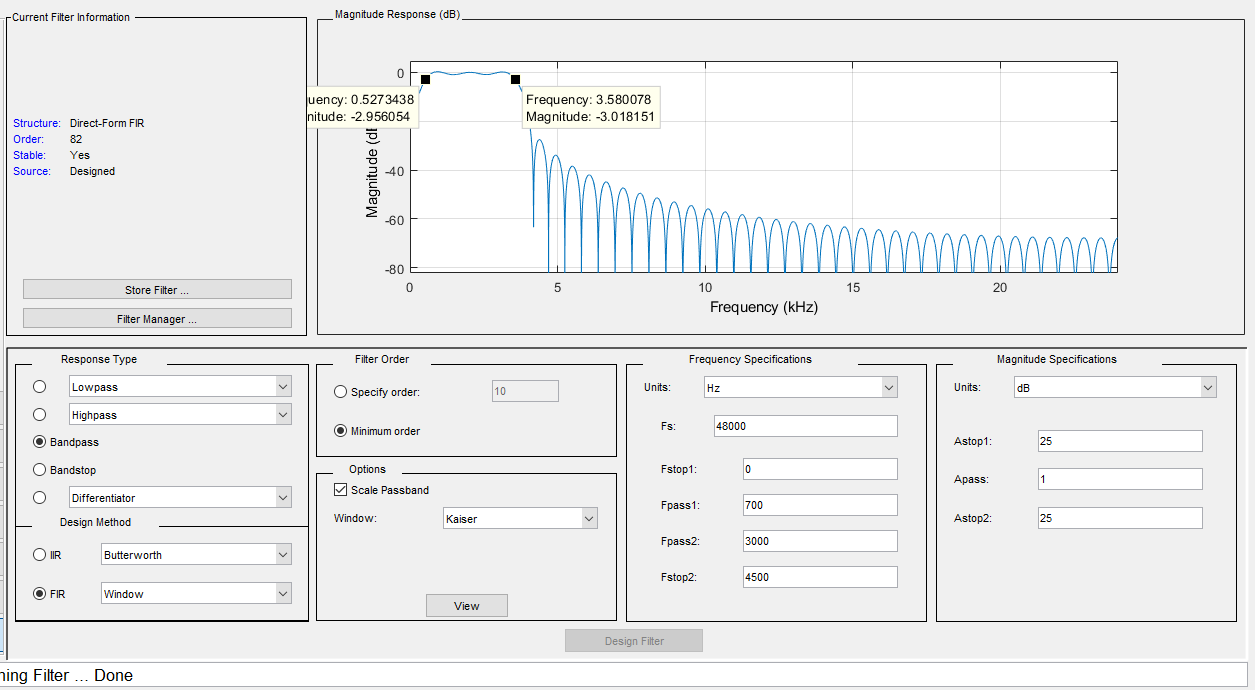 Current Filter Information
Structure: Direct-Form FIR
Order: 82
Stable: Yes
Source: Designed
Store Filter ...
Filter Manager ...
Magnitude Response (dB)
0
-40
-60
-80
Magnitude (dB
uency: 0.5273438
nitude: -2.956054
Frequency: 3.580078
Magnitude: -3.018151
0 5 10 15 20
Frequency (kHz)
Response Type
Lowpass
Highpass
Bandpass
Bandstop
Differentiator
Design Method
IIR Butterworth
FIR Window
Filter Order
Specify order: 10
Minimum order
Options
Scale Passband
Window: Kaiser
View
Frequency Specifications
Units: Hz
Fs: 48000
Fstop1: 0
Fpass1: 700
Fpass2: 3000
Fstop2: 4500
Magnitude Specifications
Units: dB
Astop1: 25
Apass: 1
Astop2: 25
Design Filter
ning Filter ... Done